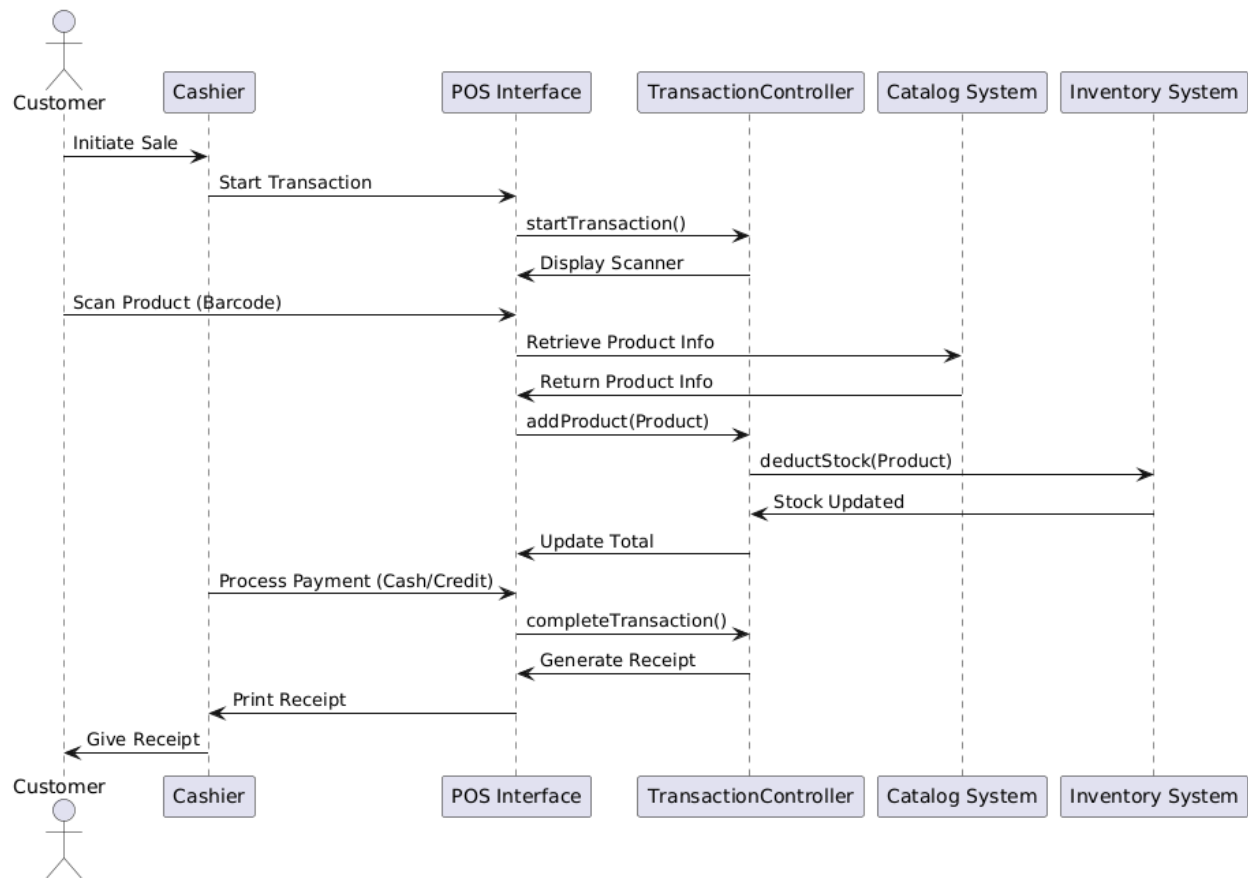 Customer
Cashier
POS Interface
TransactionController
Catalog System
Inventory System
Initiate Sale
Start Transaction
startTransaction()
Display Scanner
Scan Product (Barcode)
Retrieve Product Info
Return Product Info
addProduct(Product)
deductStock(Product)
Stock Updated
Update Total
Process Payment (Cash/Credit)
completeTransaction()
Generate Receipt
Print Receipt
Give Receipt
Customer
Cashier
POS Interface
TransactionController
Catalog System
Inventory System